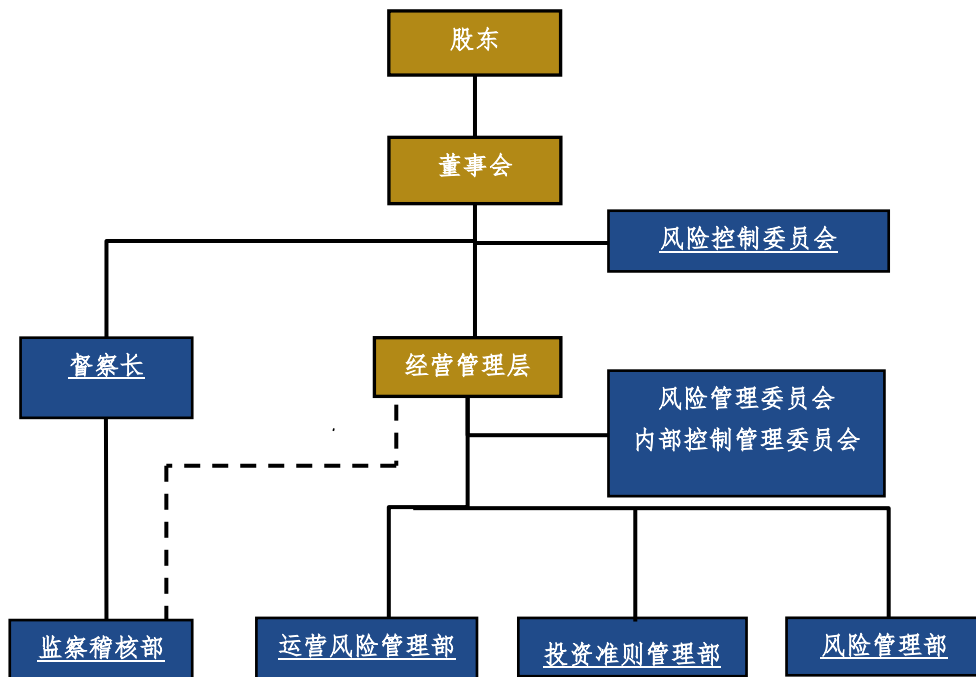 股东
董事会
风险控制委员会
督察长
经营管理层
风险管理委员会
内部控制管理委员会
监察稽核部
运营风险管理部
投资准则管理部
风险管理部